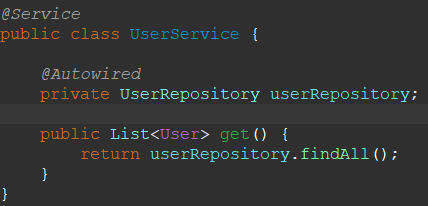 @Service
public class UserService {
@Autowired
private UserRepository userRepository;
public List<User> get() {
return userRepository.findAll();
}
}